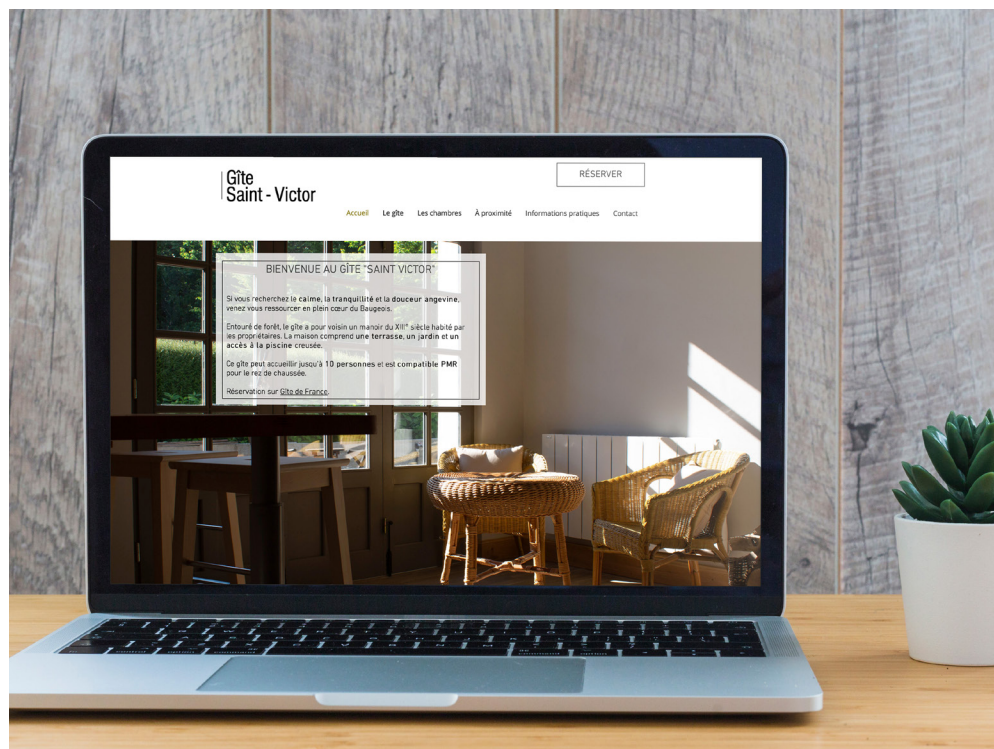 Gîte
Saint - Victor
RÉSERVER
Accueil Le gîte Les chambres À proximité Informations pratiques Contact
BIENVENUE AU GÎTE "SAINT VICTOR"
Si vous recherchez le calme, la tranquillité et la douceur angevine,
venez vous ressourcer en plein cœur du Baugeois.
Entouré de forêt, le gîte a pour voisin un manoir du XIIIᵉ siècle habité par
les propriétaires. La maison comprend une terrasse, un jardin et un
accès à la piscine creusée.
Ce gîte peut accueillir jusqu'à 10 personnes et est compatible PMR
pour le rez de chaussée.
Réservation sur Gîte de France.